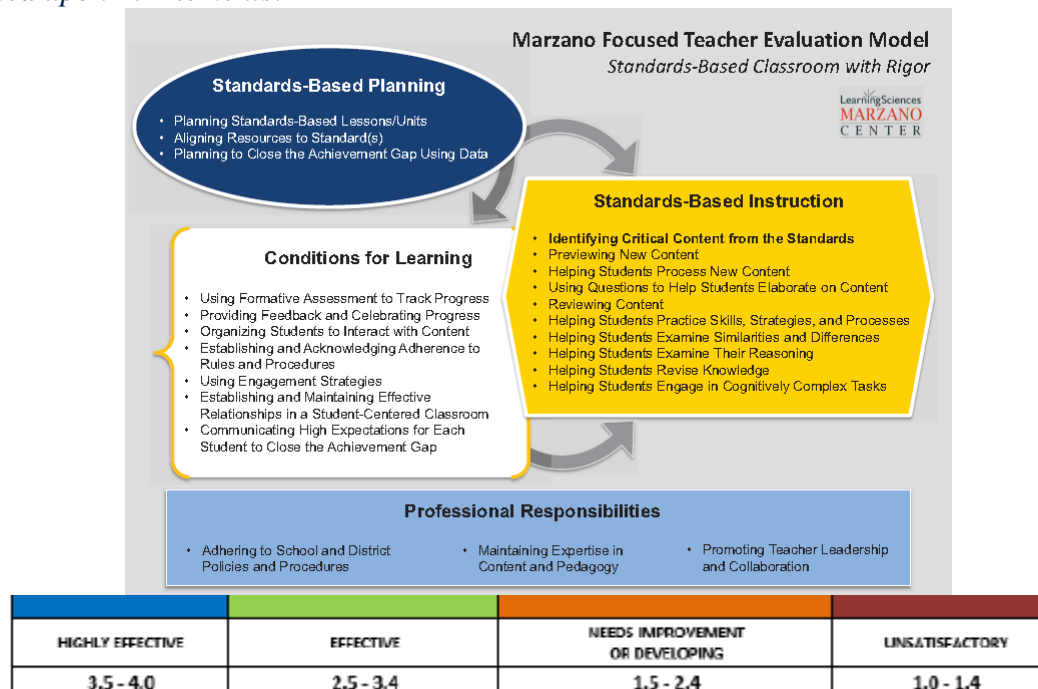 Marzano Focused Teacher Evaluation Model
Standards-Based Classroom with Rigor
LearningSciences
MARZANO
CENTER
Standards-Based Planning
• Planning Standards-Based Lessons/Units
• Aligning Resources to Standard(s)
• Planning to Close the Achievement Gap Using Data
Standards-Based Instruction
• Identifying Critical Content from the Standards
• Previewing New Content
• Helping Students Process New Content
• Using Questions to Help Students Elaborate on Content
• Reviewing Content
• Helping Students Practice Skills, Strategies, and Processes
• Helping Students Examine Similarities and Differences
• Helping Students Examine Their Reasoning
• Helping Students Revise Knowledge
• Helping Students Engage in Cognitively Complex Tasks
Conditions for Learning
• Using Formative Assessment to Track Progress
• Providing Feedback and Celebrating Progress
• Organizing Students to Interact with Content
• Establishing and Acknowledging Adherence to
Rules and Procedures
• Using Engagement Strategies
• Establishing and Maintaining Effective
Relationships in a Student-Centered Classroom
• Communicating High Expectations for Each
Student to Close the Achievement Gap
Professional Responsibilities
• Adhering to School and District
Policies and Procedures
• Maintaining Expertise in
Content and Pedagogy
• Promoting Teacher Leadership
and Collaboration
HIGHLY EFFECTIVE
EFFECTIVE
NEEDS IMPROVEMENT
OR DEVELOPING
UNSATISFACTORY
3.5 - 4.0
2.5 - 3.4
1.5 - 2.4
1.0 - 1.4